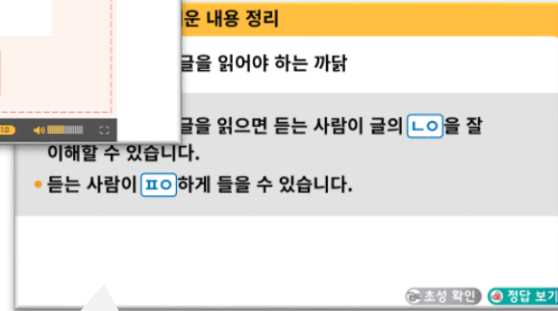 운 내용 정리
글을 읽어야 하는 까닭
글을 읽으면 듣는 사람이 글의 ㄴㅇ을 잘
이해할 수 있습니다.
• 듣는 사람이 ㅍㅇ하게 들을 수 있습니다.
1.0
초성 확인 정답 보기